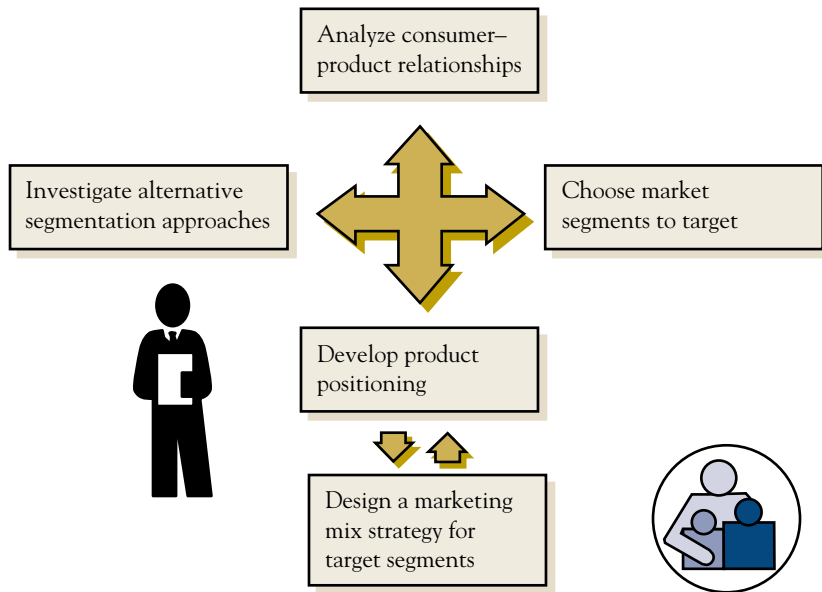 Analyze consumer–
product relationships
Investigate alternative
segmentation approaches
Choose market
segments to target
Develop product
positioning
Design a marketing
mix strategy for
target segments